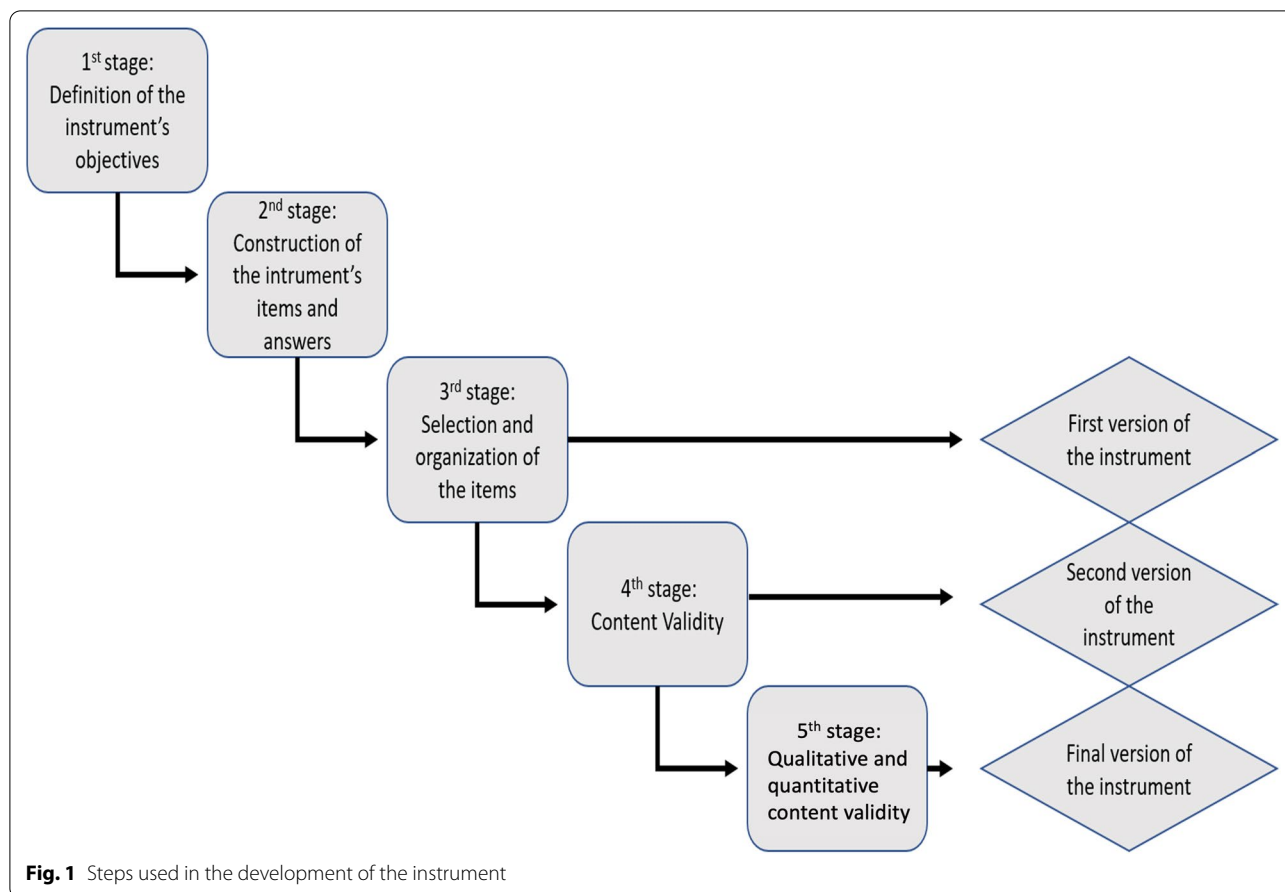 1st stage:
Definition of the
instrument's
objectives
2nd stage:
Construction of
the intrument's
items and
answers
3rd stage:
Selection and
organization of
the items
First version of
the instrument
4th stage:
Content Validity
Second version
of the
instrument
5th stage:
Qualitative and
quantitative
content validity
Final version of
the instrument
Fig. 1 Steps used in the development of the instrument